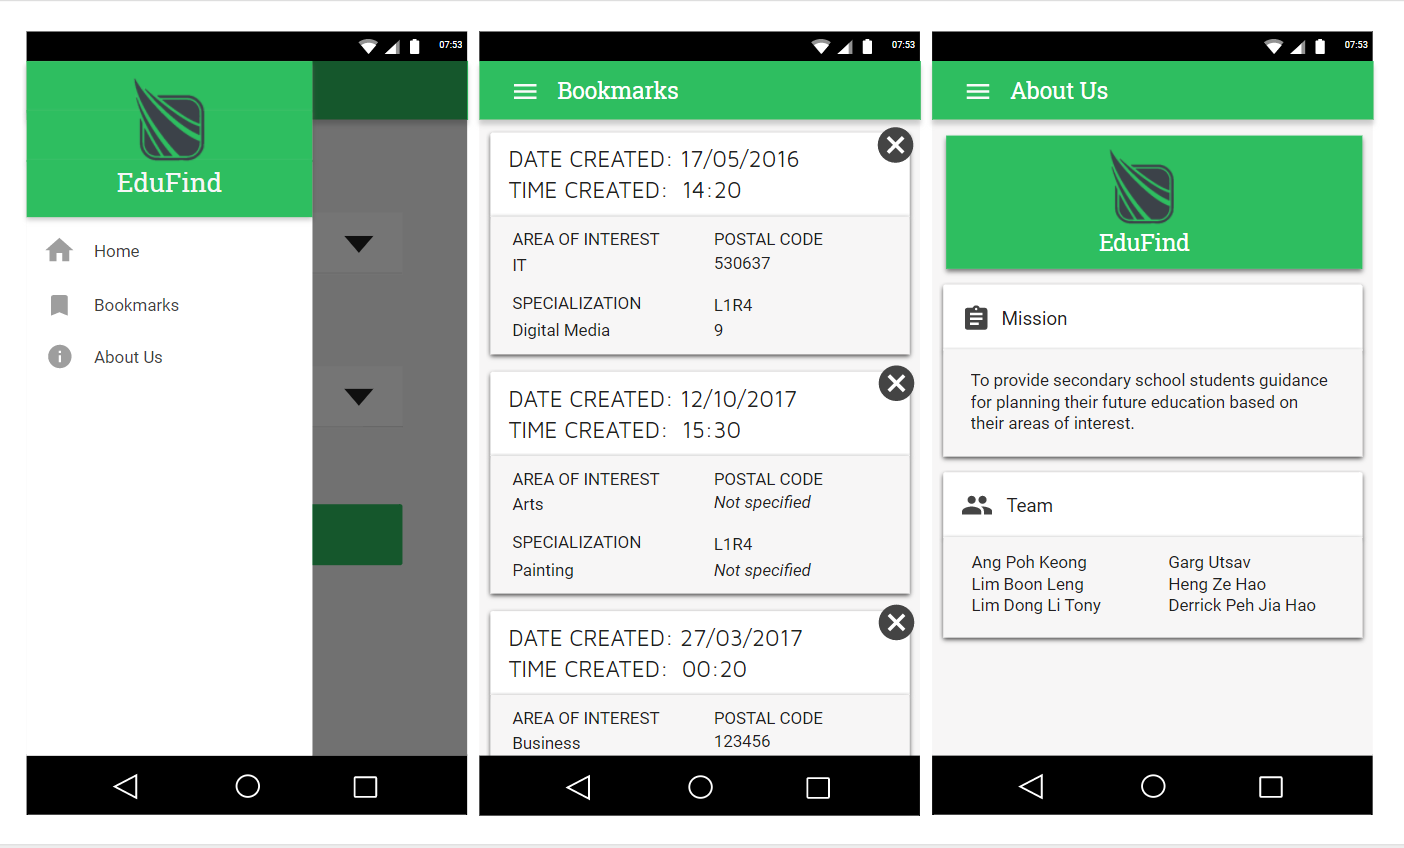 07:53
EduFind
Home
Bookmarks
About Us
07:53
Bookmarks
DATE CREATED: 17/05/2016
TIME CREATED: 14:20
AREA OF INTEREST
IT
POSTAL CODE
530637
SPECIALIZATION
Digital Media
L1R4
9
DATE CREATED: 12/10/2017
TIME CREATED: 15:30
AREA OF INTEREST
Arts
POSTAL CODE
Not specified
SPECIALIZATION
Painting
L1R4
Not specified
DATE CREATED: 27/03/2017
TIME CREATED: 00:20
AREA OF INTEREST
Business
POSTAL CODE
123456
07:53
About Us
EduFind
Mission
To provide secondary school students guidance
for planning their future education based on
their areas of interest.
Team
Ang Poh Keong
Lim Boon Leng
Lim Dong Li Tony
Garg Utsav
Heng Ze Hao
Derrick Peh Jia Hao